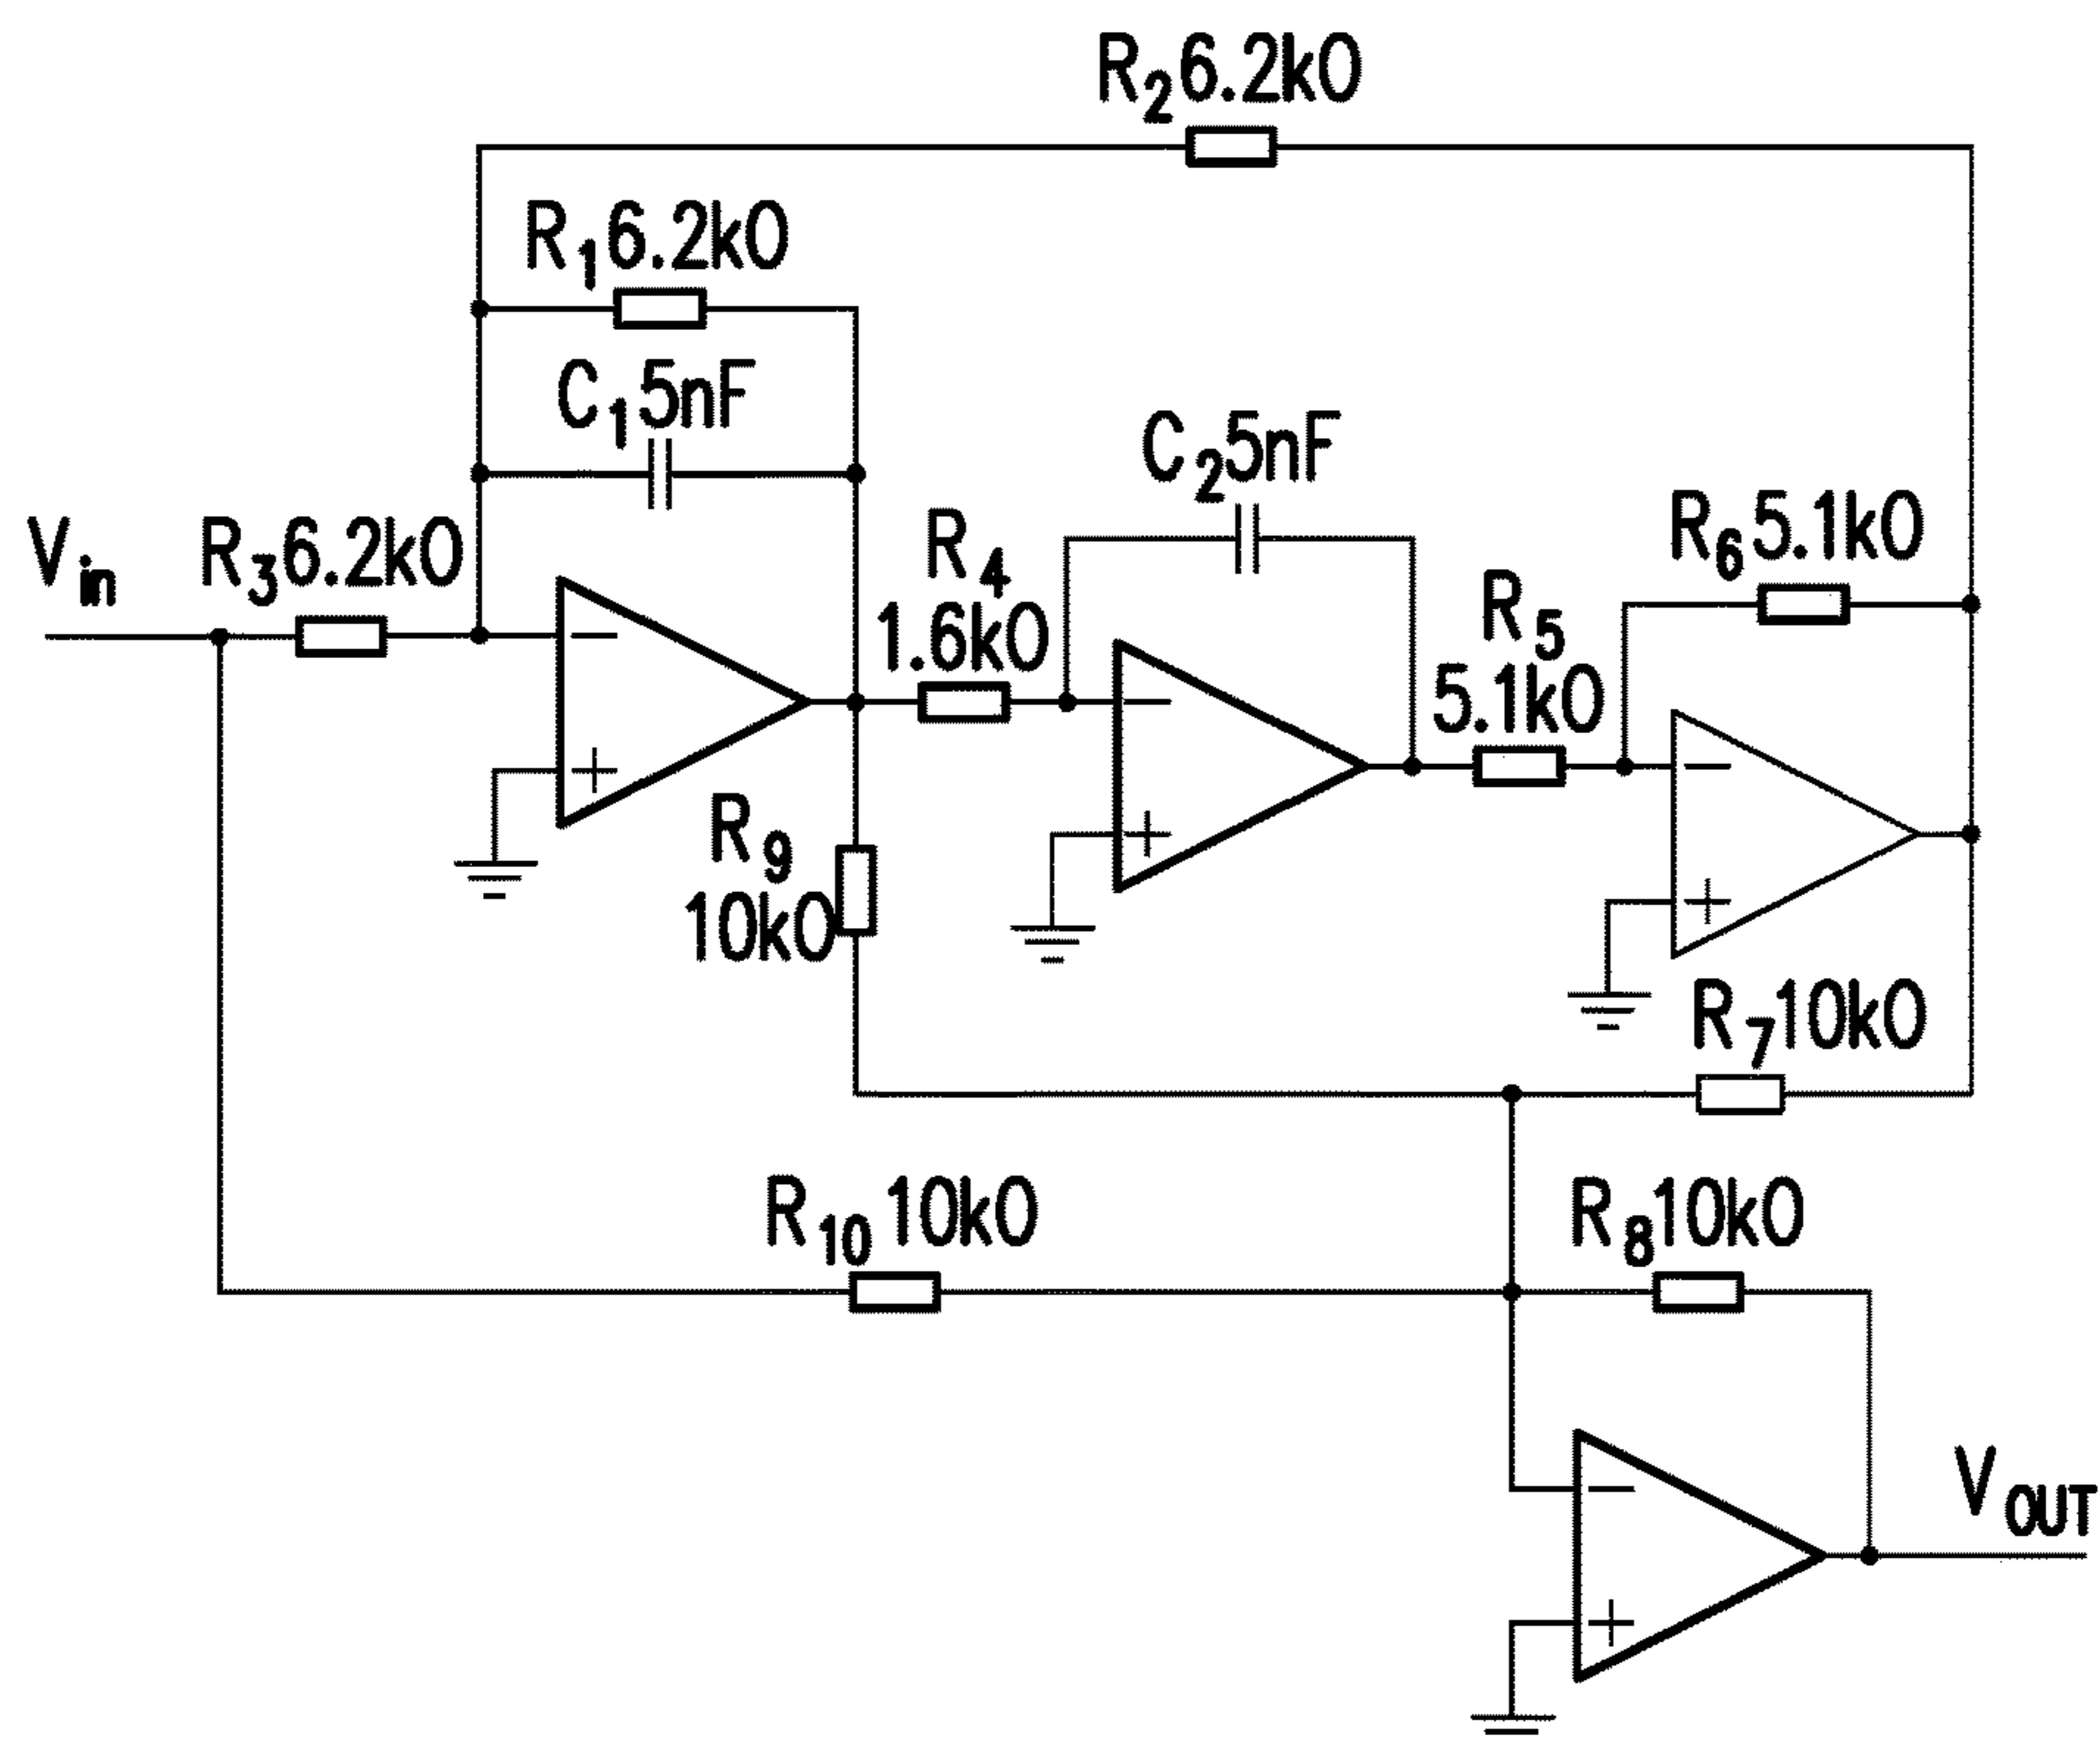 R2 6.2kO
R1 6.2kO
C1 5nF
C2 5nF
Vin
R3 6.2kO
R4
1.6kO
R5
5.1kO
R6 5.1kO
R9
10kO
R7 10kO
R10 10kO
R8 10kO
VOUT